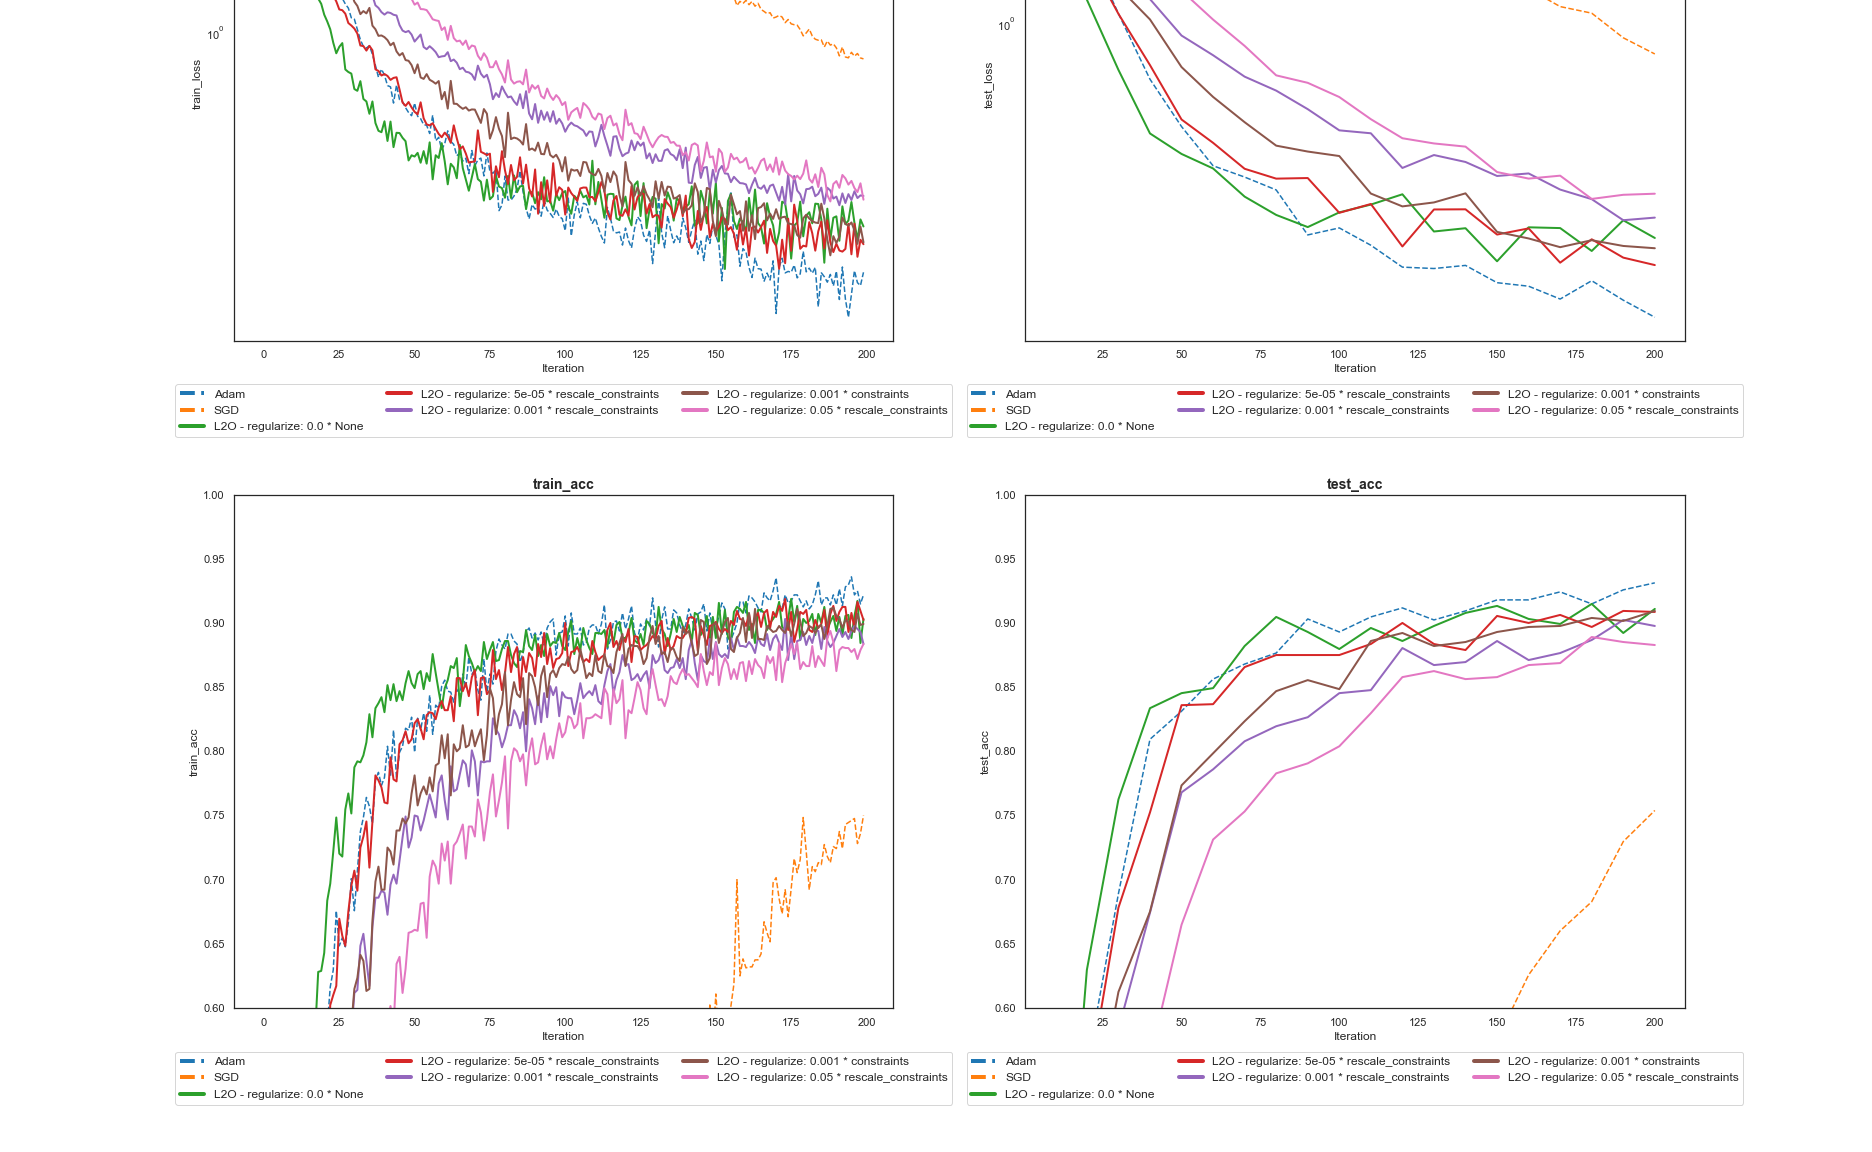 10^0
train_loss
0 25 50 75 100 125 150 175 200
Iteration
Adam
SGD
L2O - regularize: 0.0 * None
L2O - regularize: 5e-05 * rescale_constraints
L2O - regularize: 0.001 * rescale_constraints
L2O - regularize: 0.001 * constraints
L2O - regularize: 0.05 * rescale_constraints
10^0
test_loss
25 50 75 100 125 150 175 200
Iteration
Adam
SGD
L2O - regularize: 0.0 * None
L2O - regularize: 5e-05 * rescale_constraints
L2O - regularize: 0.001 * rescale_constraints
L2O - regularize: 0.001 * constraints
L2O - regularize: 0.05 * rescale_constraints
train_acc
1.00
0.95
0.90
0.85
0.80
0.75
0.70
0.65
0.60
train_acc
0 25 50 75 100 125 150 175 200
Iteration
Adam
SGD
L2O - regularize: 0.0 * None
L2O - regularize: 5e-05 * rescale_constraints
L2O - regularize: 0.001 * rescale_constraints
L2O - regularize: 0.001 * constraints
L2O - regularize: 0.05 * rescale_constraints
test_acc
1.00
0.95
0.90
0.85
0.80
0.75
0.70
0.65
0.60
test_acc
25 50 75 100 125 150 175 200
Iteration
Adam
SGD
L2O - regularize: 0.0 * None
L2O - regularize: 5e-05 * rescale_constraints
L2O - regularize: 0.001 * rescale_constraints
L2O - regularize: 0.001 * constraints
L2O - regularize: 0.05 * rescale_constraints